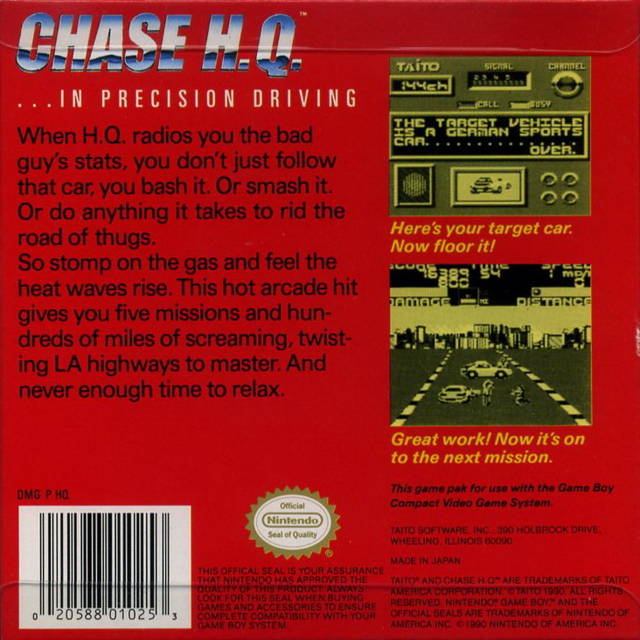 CHASE H.Q.™
...IN PRECISION DRIVING
When H.Q. radios you the bad
guy's stats, you don't just follow
that car, you bash it. Or smash it.
Or do anything it takes to rid the
road of thugs.
So stomp on the gas and feel the
heat waves rise. This hot arcade hit
gives you five missions and hun-
dreds of miles of screaming, twist-
ing LA highways to master. And
never enough time to relax.
TAITO
SIGNAL
CHANNEL
144ch
2 3 4 5
CALL
BUSY
THE TARGET VEHICLE
IS A GERMAN SPORTS
CAR.
OVER.
Here's your target car.
Now floor it!
SCORE TIME SPEED
DAMAGE
DISTANCE
Great work! Now it's on
to the next mission.
This game pak for use with the Game Boy
Compact Video Game System.
TAITO SOFTWARE, INC., 390 HOLBROOK DRIVE,
WHEELING, ILLINOIS 60090
MADE IN JAPAN
TAITO® AND CHASE H.Q™ ARE TRADEMARKS OF TAITO
AMERICA CORPORATION. ©TAITO 1990. ALL RIGHTS
RESERVED. NINTENDO® GAME BOY™ AND THE
OFFICIAL SEALS ARE TRADEMARKS OF NINTENDO OF
AMERICA INC. ©1990 NINTENDO OF AMERICA INC.
DMG P HQ
0 20588 01025 3
Official
Nintendo
Seal of Quality
®
THIS OFFICAL SEAL IS YOUR ASSURANCE
THAT NINTENDO HAS APPROVED THE
QUALITY OF THIS PRODUCT. ALWAYS
LOOK FOR THIS SEAL WHEN BUYING
GAMES AND ACCESSORIES TO ENSURE
COMPLETE COMPATIBILITY WITH YOUR
GAME BOY SYSTEM.